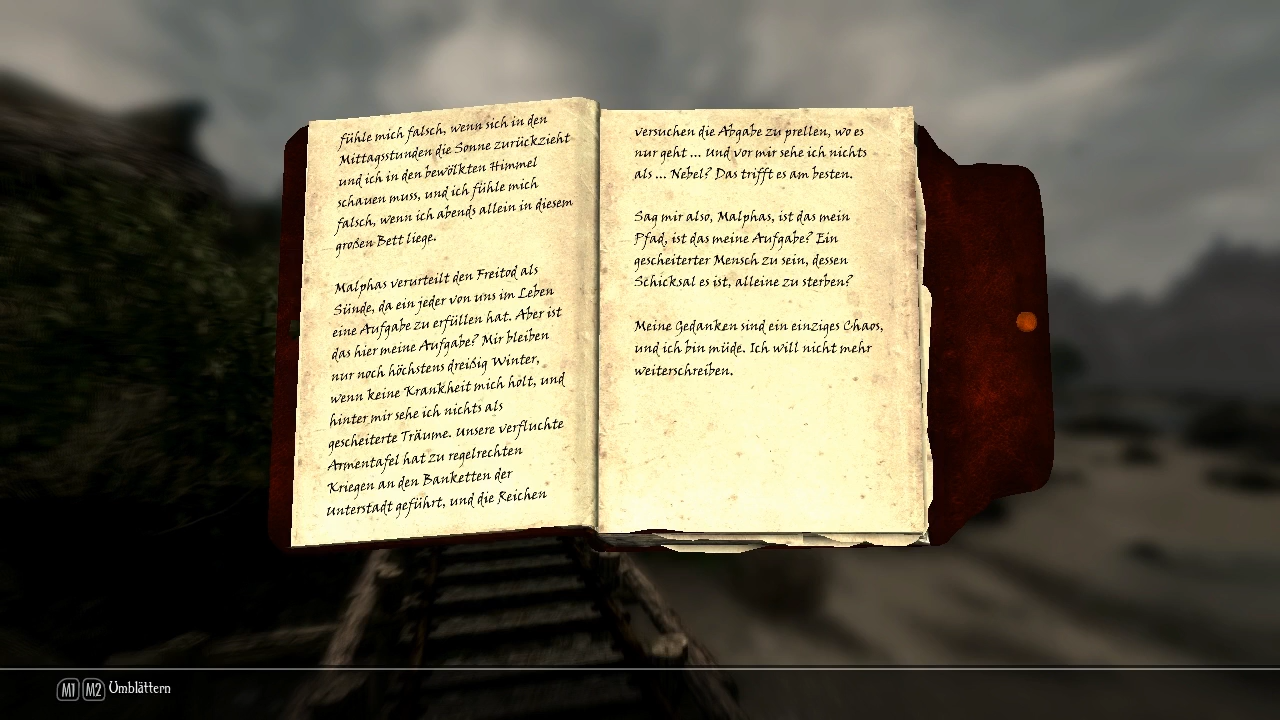 fühle mich falsch, wenn sich in den
Mittagsstunden die Sonne zurückzieht
und ich in den bewölkten Himmel
schauen muss, und ich fühle mich
falsch, wenn ich abends allein in diesem
großen Bett liege.
Malphas verurteilt den Freitod als
Sünde, da ein jeder von uns im Leben
eine Aufgabe zu erfüllen hat. Aber ist
das hier meine Aufgabe? Mir bleiben
nur noch höchstens dreißig Winter,
wenn keine Krankheit mich holt, und
hinter mir sehe ich nichts als
gescheiterte Träume. Unsere verfluchte
Armentafel hat zu regelrechten
Kriegen an den Banketten der
Unterstadt geführt, und die Reichen
versuchen die Abgabe zu prellen, wo es
nur geht ... Und vor mir sehe ich nichts
als ... Nebel? Das trifft es am besten.
Sag mir also, Malphas, ist das mein
Pfad, ist das meine Aufgabe? Ein
gescheiterter Mensch zu sein, dessen
Schicksal es ist, alleine zu sterben?
Meine Gedanken sind ein einziges Chaos,
und ich bin müde. Ich will nicht mehr
weiterschreiben.
M1 M2 Umblättern